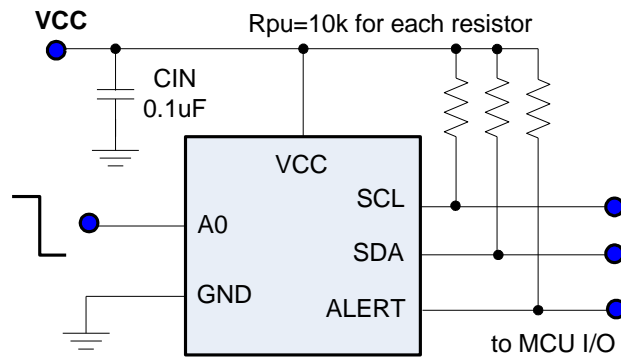 VCC
Rpu=10k for each resistor
CIN
0.1uF
VCC
SCL
A0
SDA
GND
ALERT
to MCU I/O